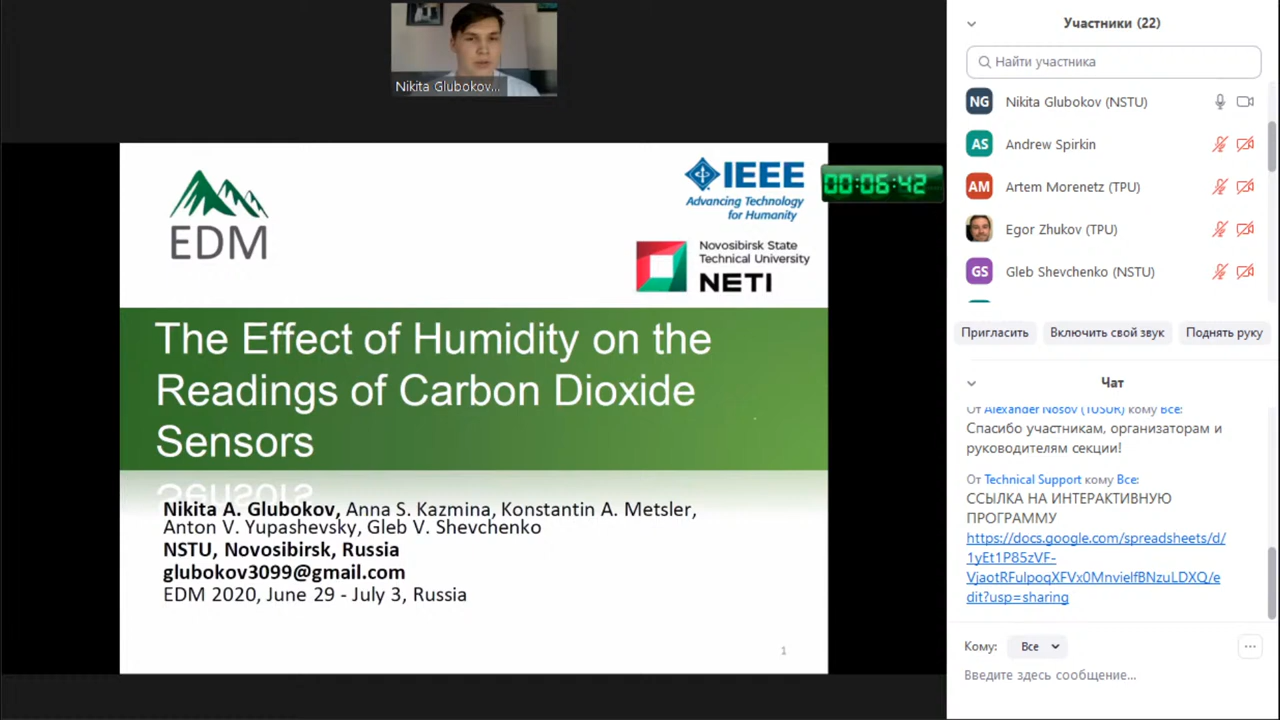 Nikita Glubokov...
EDM
IEEE
Advancing Technology
for Humanity
00:06:42
Novosibirsk State
Technical University
NETI
The Effect of Humidity on the
Readings of Carbon Dioxide
Sensors
Nikita A. Glubokov, Anna S. Kazmina, Konstantin A. Metsler,
Anton V. Yupashevsky, Gleb V. Shevchenko
NSTU, Novosibirsk, Russia
glubokov3099@gmail.com
EDM 2020, June 29 - July 3, Russia
1
Участники (22)
Найти участника
NG Nikita Glubokov (NSTU)
AS Andrew Spirkin
AM Artem Morenetz (TPU)
Egor Zhukov (TPU)
GS Gleb Shevchenko (NSTU)
Пригласить Включить свой звук Поднять руку
Чат
От Alexander Nosov (TUSUR) кому Все:
Спасибо участникам, организаторам и
руководителям секции!
От Technical Support кому Все:
ССЫЛКА НА ИНТЕРАКТИВНУЮ
ПРОГРАММУ
https://docs.google.com/spreadsheets/d/
1yEt1P85zVF-
VjaotRFulpoqXFVx0MnvielfBNzuLDXQ/e
dit?usp=sharing
Кому: Все
Введите здесь сообщение...